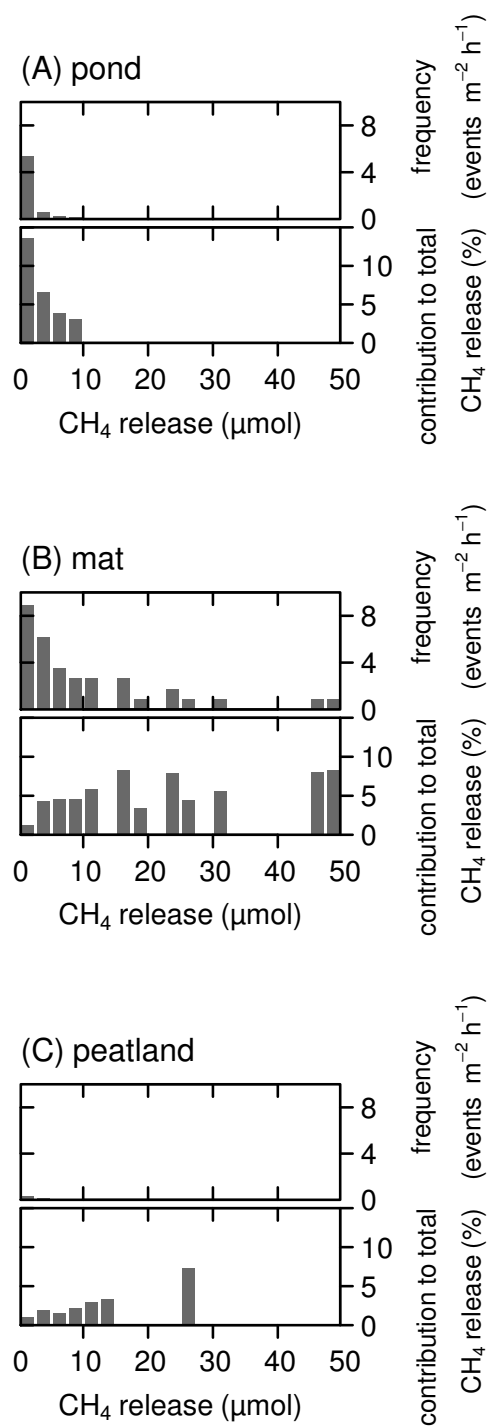 (A) pond
8
4
0
frequency
(events m⁻² h⁻¹)
10
5
0
contribution to total
CH₄ release (%)
0 10 20 30 40 50
CH₄ release (µmol)
(B) mat
8
4
0
frequency
(events m⁻² h⁻¹)
10
5
0
contribution to total
CH₄ release (%)
0 10 20 30 40 50
CH₄ release (µmol)
(C) peatland
8
4
0
frequency
(events m⁻² h⁻¹)
10
5
0
contribution to total
CH₄ release (%)
0 10 20 30 40 50
CH₄ release (µmol)